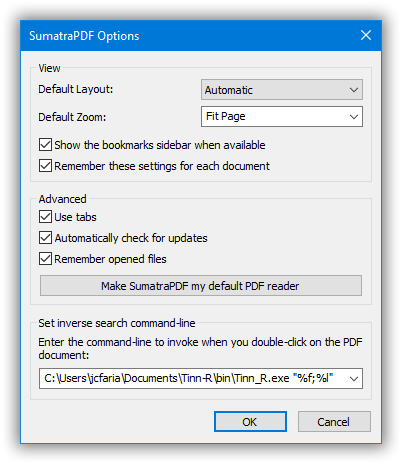 SumatraPDF Options
View
Default Layout: Automatic
Default Zoom: Fit Page
Show the bookmarks sidebar when available
Remember these settings for each document
Advanced
Use tabs
Automatically check for updates
Remember opened files
Make SumatraPDF my default PDF reader
Set inverse search command-line
Enter the command-line to invoke when you double-click on the PDF
document:
C:\Users\jcfaria\Documents\Tinn-R\bin\Tinn_R.exe "%f;%l"
OK Cancel